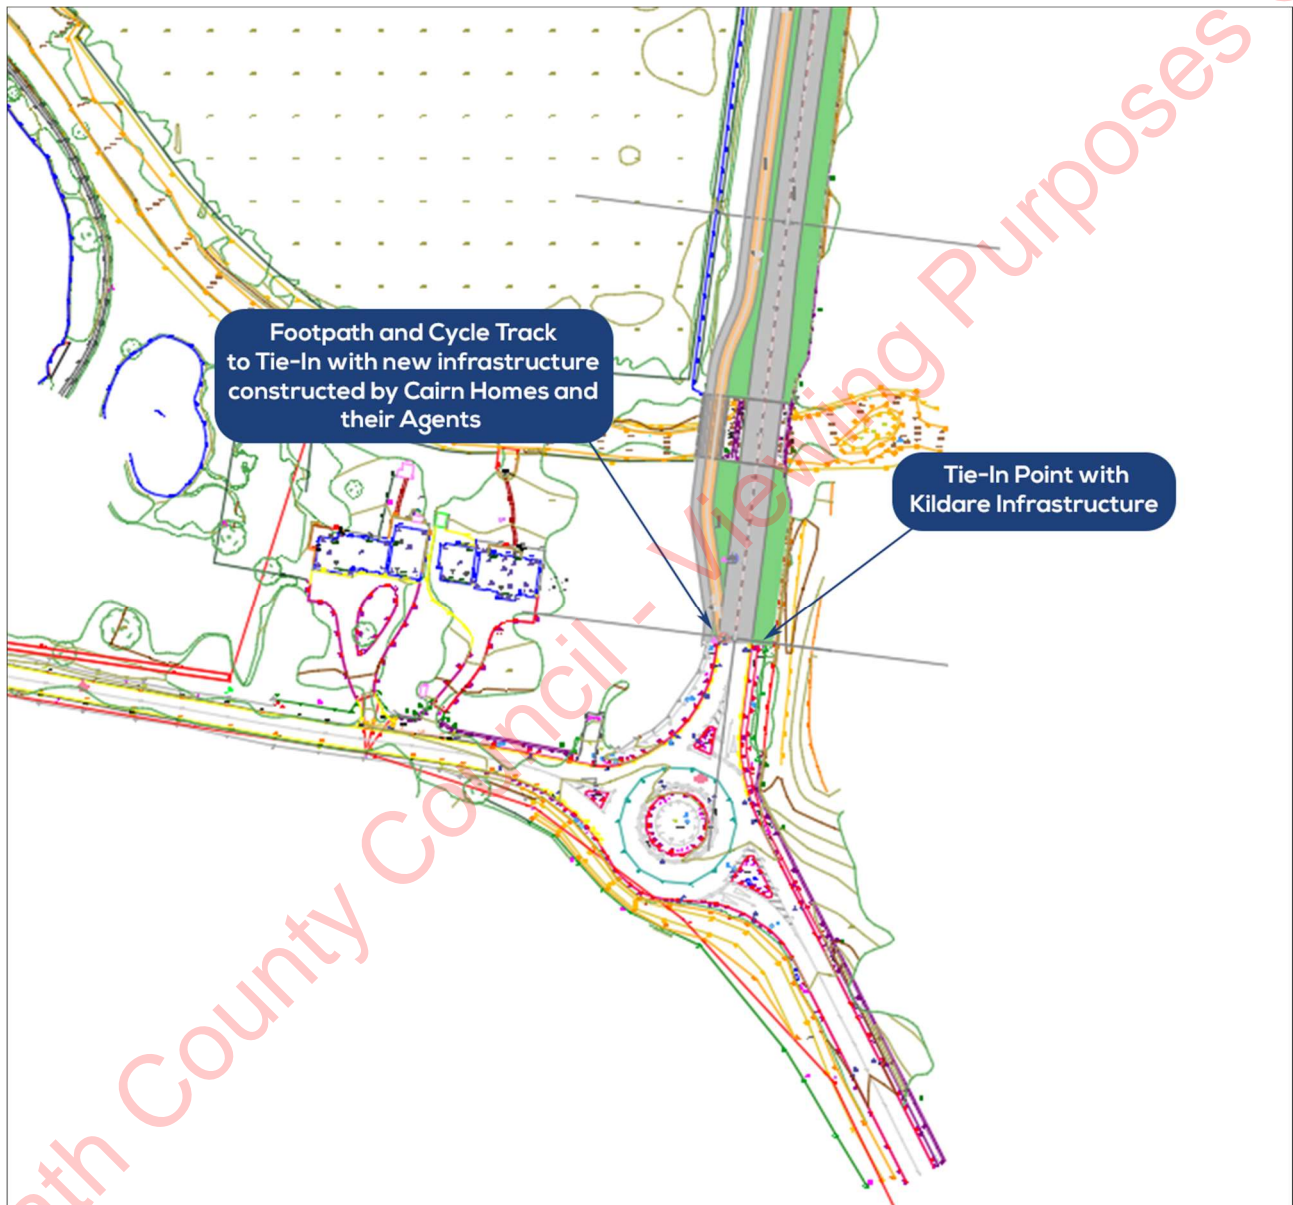 Footpath and Cycle Track
to Tie-In with new infrastructure
constructed by Cairn Homes and
their Agents
Tie-In Point with
Kildare Infrastructure
ath County Council - Viewing Purposes